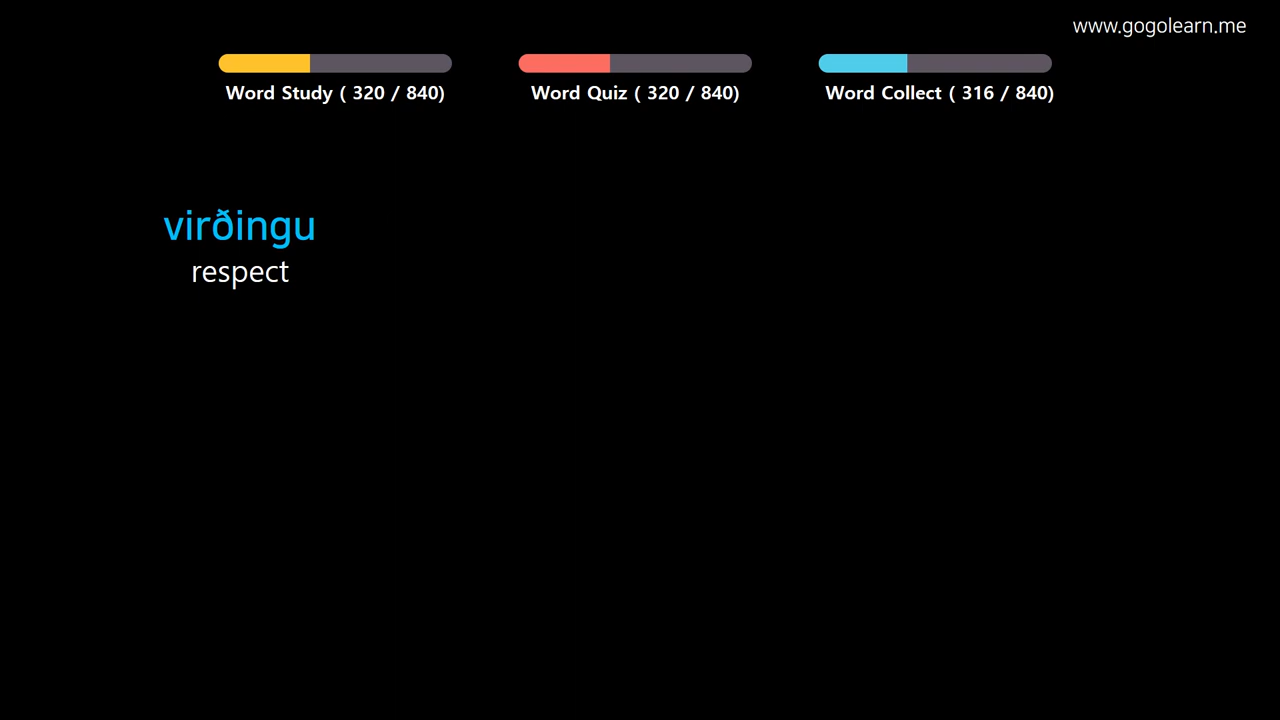 www.gogolearn.me
Word Study ( 320 / 840)
Word Quiz ( 320 / 840)
Word Collect ( 316 / 840)
virðingu
respect